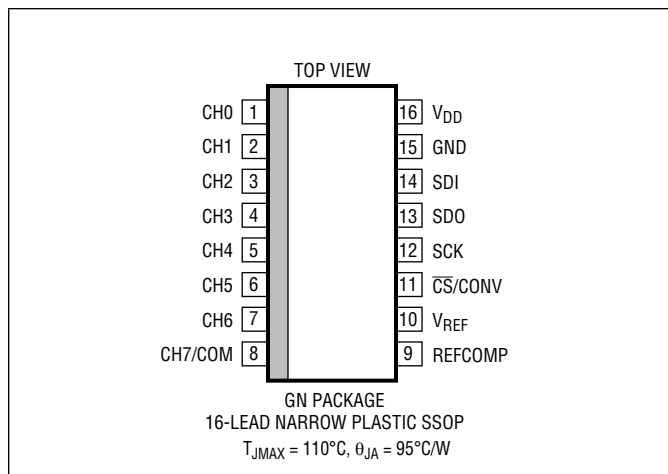 TOP VIEW
CH0 1 16 VDD
CH1 2 15 GND
CH2 3 14 SDI
CH3 4 13 SDO
CH4 5 12 SCK
CH5 6 11 C̅S̅/CONV
CH6 7 10 VREF
CH7/COM 8 9 REFCOMP
GN PACKAGE
16-LEAD NARROW PLASTIC SSOP
TJMAX = 110°C, θJA = 95°C/W